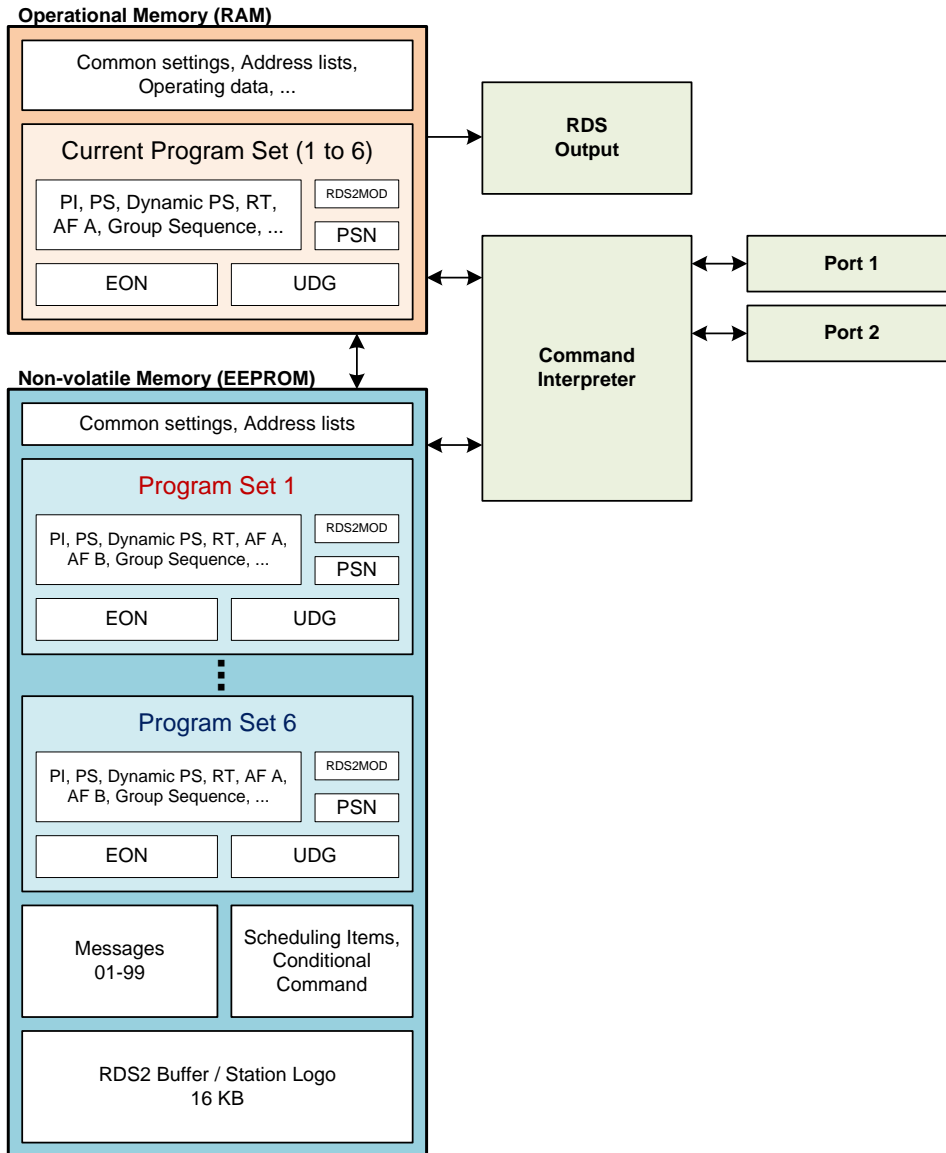 Operational Memory (RAM)
Common settings, Address lists,
Operating data, ...
Current Program Set (1 to 6)
PI, PS, Dynamic PS, RT,
AF A, Group Sequence, ...
RDS2MOD
PSN
EON
UDG
RDS
Output
Command
Interpreter
Port 1
Port 2
Non-volatile Memory (EEPROM)
Common settings, Address lists
Program Set 1
PI, PS, Dynamic PS, RT, AF A,
AF B, Group Sequence, ...
RDS2MOD
PSN
EON
UDG
Program Set 6
PI, PS, Dynamic PS, RT, AF A,
AF B, Group Sequence, ...
RDS2MOD
PSN
EON
UDG
Messages
01-99
Scheduling Items,
Conditional
Command
RDS2 Buffer / Station Logo
16 KB